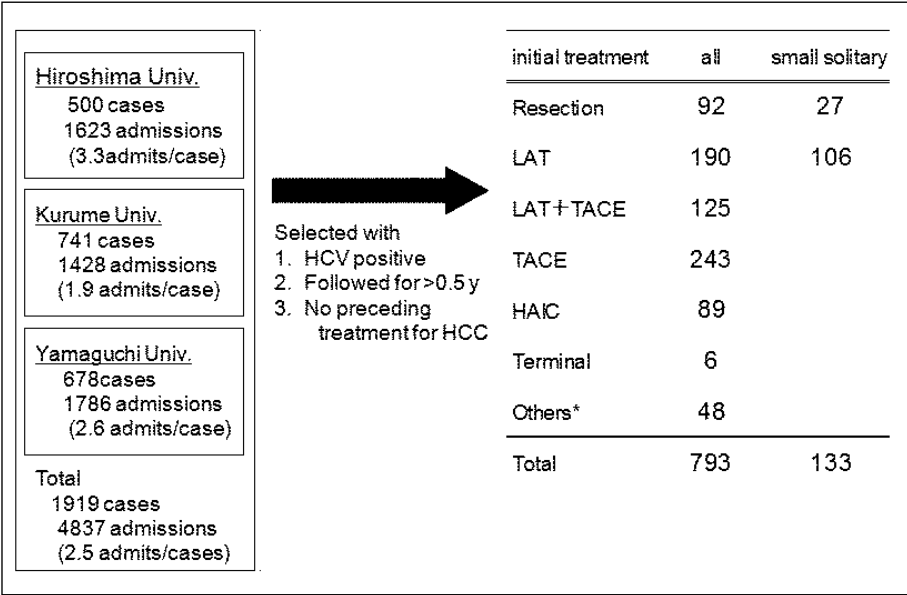 Hiroshima Univ.
500 cases
1623 admissions
(3.3admits/case)
Kurume Univ.
741 cases
1428 admissions
(1.9 admits/case)
Yamaguchi Univ.
678cases
1786 admissions
(2.6 admits/case)
Total
1919 cases
4837 admissions
(2.5 admits/cases)
Selected with
1. HCV positive
2. Followed for >0.5 y
3. No preceding
treatment for HCC
initial treatment all small solitary
Resection 92 27
LAT 190 106
LAT+TACE 125
TACE 243
HAIC 89
Terminal 6
Others* 48
Total 793 133